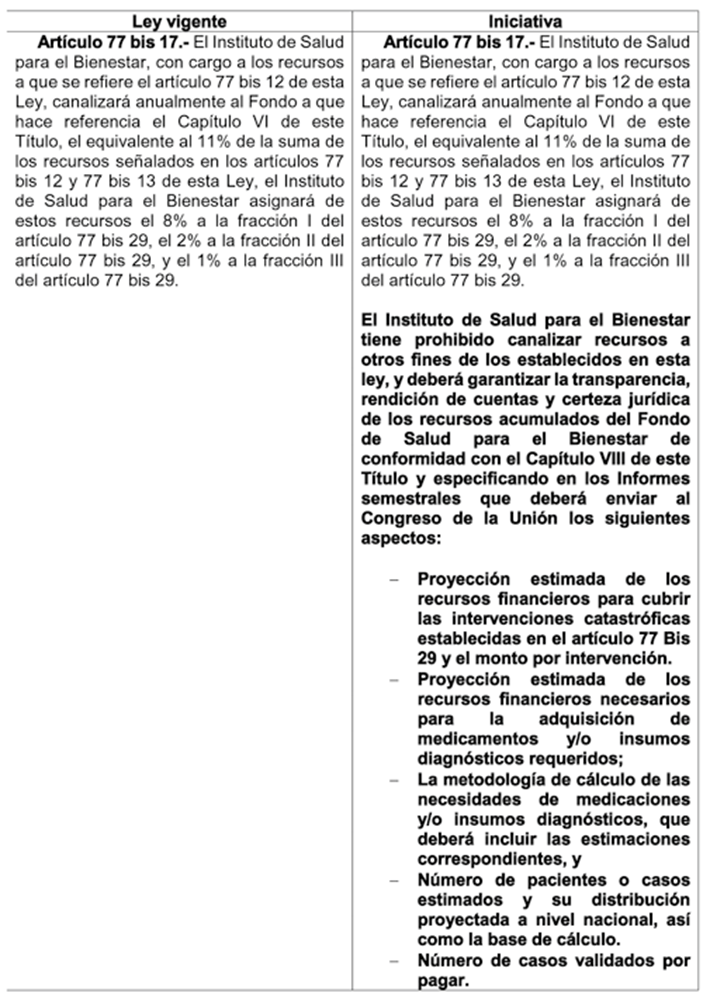 Ley vigente
Artículo 77 bis 17.- El Instituto de Salud
para el Bienestar, con cargo a los recursos
a que se refiere el artículo 77 bis 12 de esta
Ley, canalizará anualmente al Fondo a que
hace referencia el Capítulo VI de este
Título, el equivalente al 11% de la suma de
los recursos señalados en los artículos 77
bis 12 y 77 bis 13 de esta Ley, el Instituto
de Salud para el Bienestar asignará de
estos recursos el 8% a la fracción I del
artículo 77 bis 29, el 2% a la fracción II del
artículo 77 bis 29, y el 1% a la fracción III
del artículo 77 bis 29.
Iniciativa
Artículo 77 bis 17.- El Instituto de Salud
para el Bienestar, con cargo a los recursos
a que se refiere el artículo 77 bis 12 de esta
Ley, canalizará anualmente al Fondo a que
hace referencia el Capítulo VI de este
Título, el equivalente al 11% de la suma de
los recursos señalados en los artículos 77
bis 12 y 77 bis 13 de esta Ley, el Instituto
de Salud para el Bienestar asignará de
estos recursos el 8% a la fracción I del
artículo 77 bis 29, el 2% a la fracción II del
artículo 77 bis 29, y el 1% a la fracción III
del artículo 77 bis 29.
El Instituto de Salud para el Bienestar
tiene prohibido canalizar recursos a
otros fines de los establecidos en esta
ley, y deberá garantizar la transparencia,
rendición de cuentas y certeza jurídica
de los recursos acumulados del Fondo
de Salud para el Bienestar de
conformidad con el Capítulo VIII de este
Título y especificando en los Informes
semestrales que deberá enviar al
Congreso de la Unión los siguientes
aspectos:
– Proyección estimada de los
recursos financieros para cubrir
las intervenciones catastróficas
establecidas en el artículo 77 Bis
29 y el monto por intervención.
– Proyección estimada de los
recursos financieros necesarios
para la adquisición de
medicamentos y/o insumos
diagnósticos requeridos;
– La metodología de cálculo de las
necesidades de medicaciones
y/o insumos diagnósticos, que
deberá incluir las estimaciones
correspondientes, y
– Número de pacientes o casos
estimados y su distribución
proyectada a nivel nacional, así
como la base de cálculo.
– Número de casos validados por
pagar.